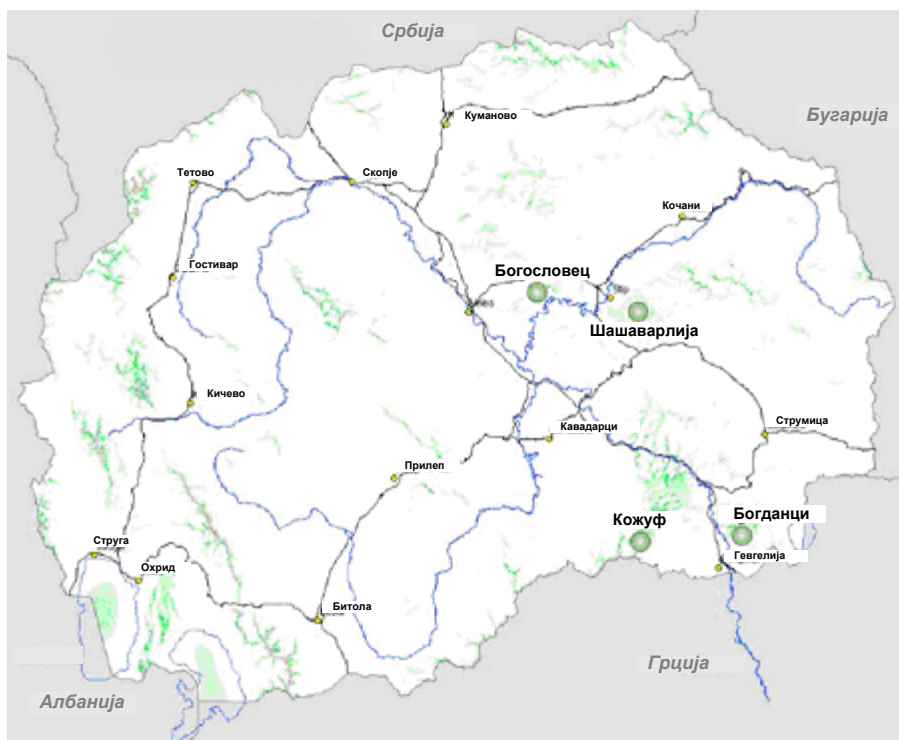 Србија
Бугарија
Куманово
Тетово
Скопје
Кочани
Гостивар
Богословец
Шашаварлија
Кичево
Кавадарци
Струмица
Прилеп
Кожуф
Богданци
Струга
Гевгелија
Охрид
Битола
Грција
Албанија